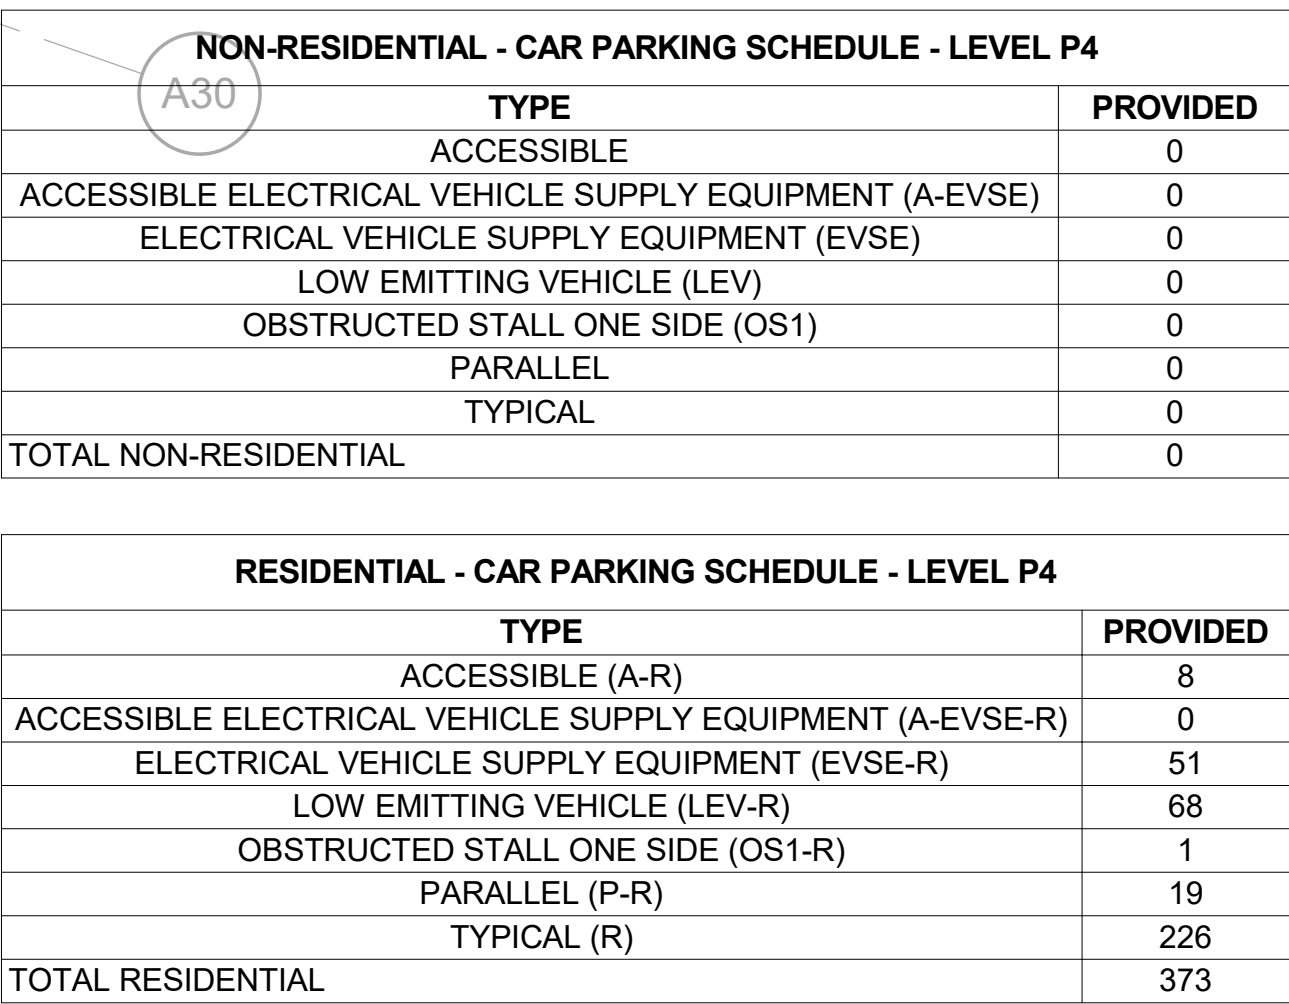 NON-RESIDENTIAL - CAR PARKING SCHEDULE - LEVEL P4
A30
TYPE PROVIDED
ACCESSIBLE 0
ACCESSIBLE ELECTRICAL VEHICLE SUPPLY EQUIPMENT (A-EVSE) 0
ELECTRICAL VEHICLE SUPPLY EQUIPMENT (EVSE) 0
LOW EMITTING VEHICLE (LEV) 0
OBSTRUCTED STALL ONE SIDE (OS1) 0
PARALLEL 0
TYPICAL 0
TOTAL NON-RESIDENTIAL 0
RESIDENTIAL - CAR PARKING SCHEDULE - LEVEL P4
TYPE PROVIDED
ACCESSIBLE (A-R) 8
ACCESSIBLE ELECTRICAL VEHICLE SUPPLY EQUIPMENT (A-EVSE-R) 0
ELECTRICAL VEHICLE SUPPLY EQUIPMENT (EVSE-R) 51
LOW EMITTING VEHICLE (LEV-R) 68
OBSTRUCTED STALL ONE SIDE (OS1-R) 1
PARALLEL (P-R) 19
TYPICAL (R) 226
TOTAL RESIDENTIAL 373